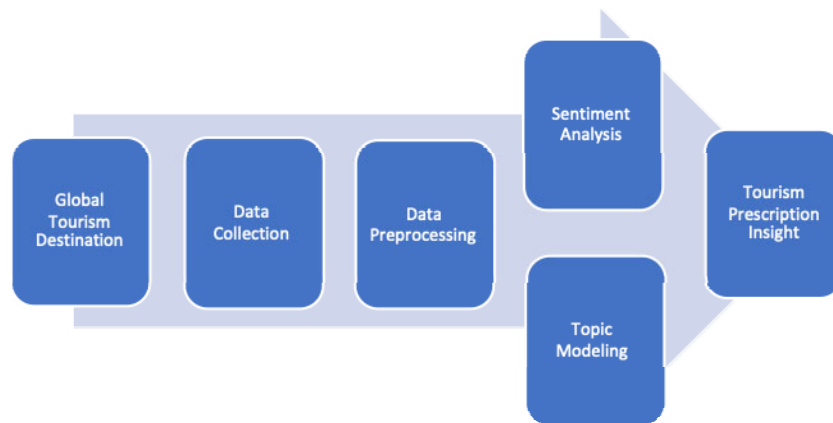 Global
Tourism
Destination
Data
Collection
Data
Preprocessing
Sentiment
Analysis
Topic
Modeling
Tourism
Prescription
Insight